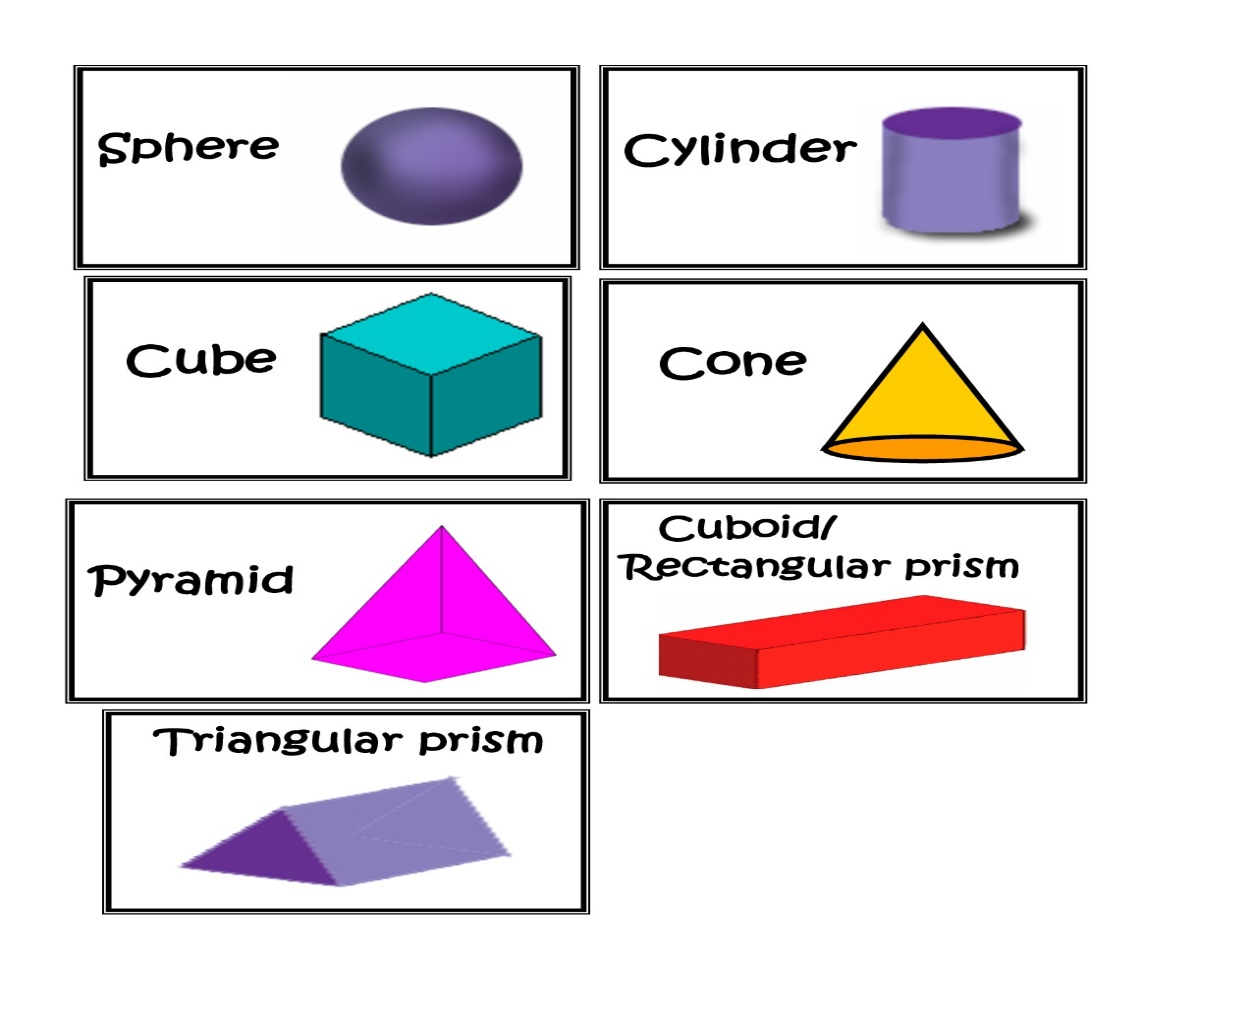 Sphere
Cylinder
Cube
Cone
Pyramid
Cuboid/
Rectangular prism
Triangular prism